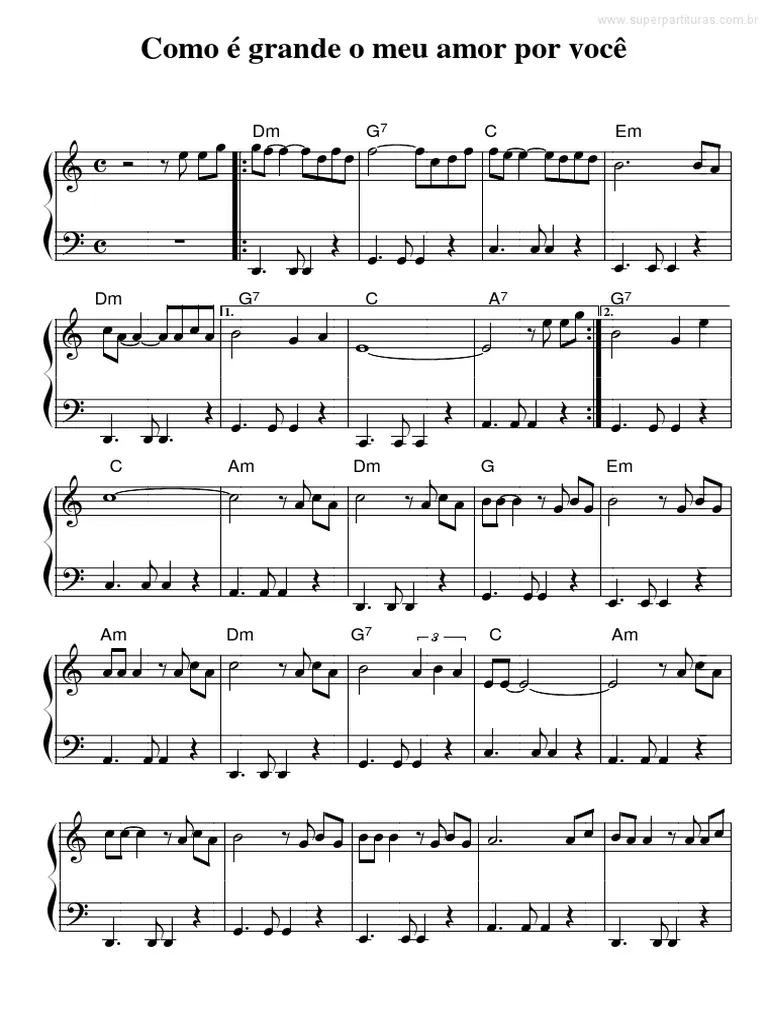 www.superpartituras.com.br
Como é grande o meu amor por você
Dm G7 C Em
Dm G7 C A7 G7
1. 2.
C Am Dm G Em
Am Dm G7 C Am
3